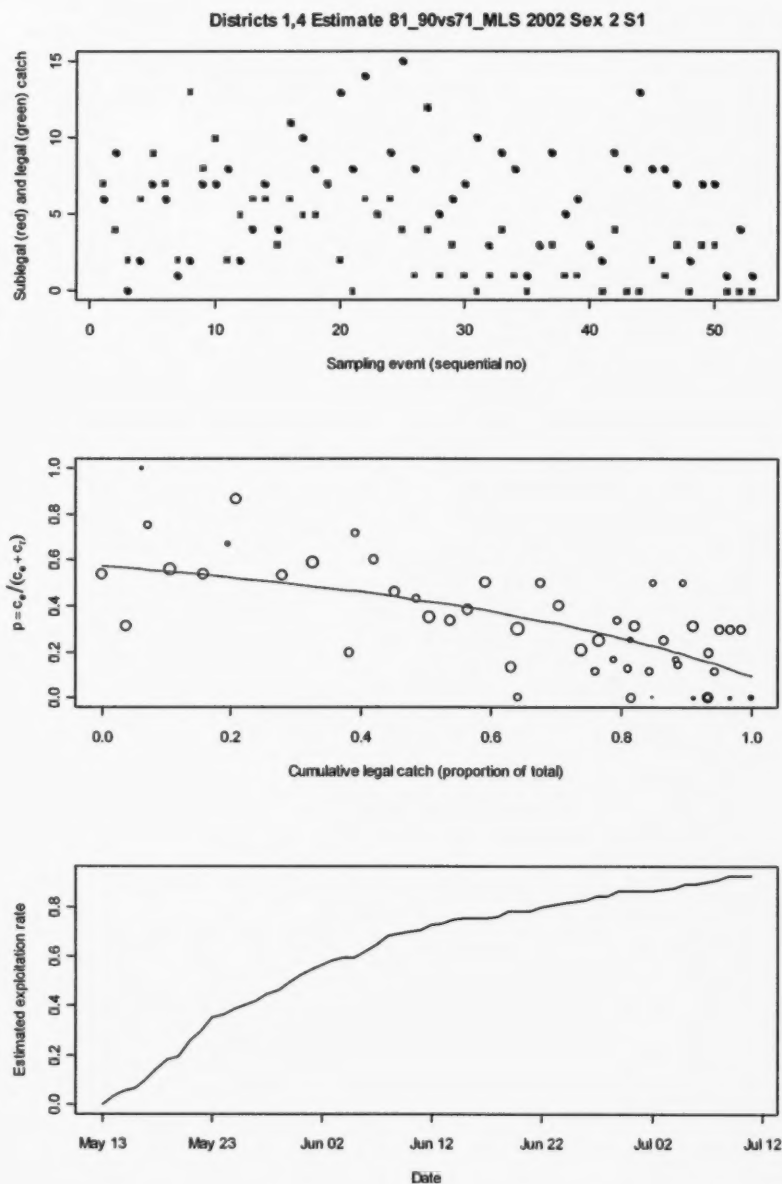 Districts 1,4 Estimate 81_90vs71_MLS 2002 Sex 2 S1
Sublegal (red) and legal (green) catch
15
10
5
0
0 10 20 30 40 50
Sampling event (sequential no)
p = cₑ/(cₑ + cᵣ)
1.0
0.8
0.6
0.4
0.2
0.0
0.0 0.2 0.4 0.6 0.8 1.0
Cumulative legal catch (proportion of total)
Estimated exploitation rate
0.8
0.6
0.4
0.2
0.0
May 13 May 23 Jun 02 Jun 12 Jun 22 Jul 02 Jul 12
Date